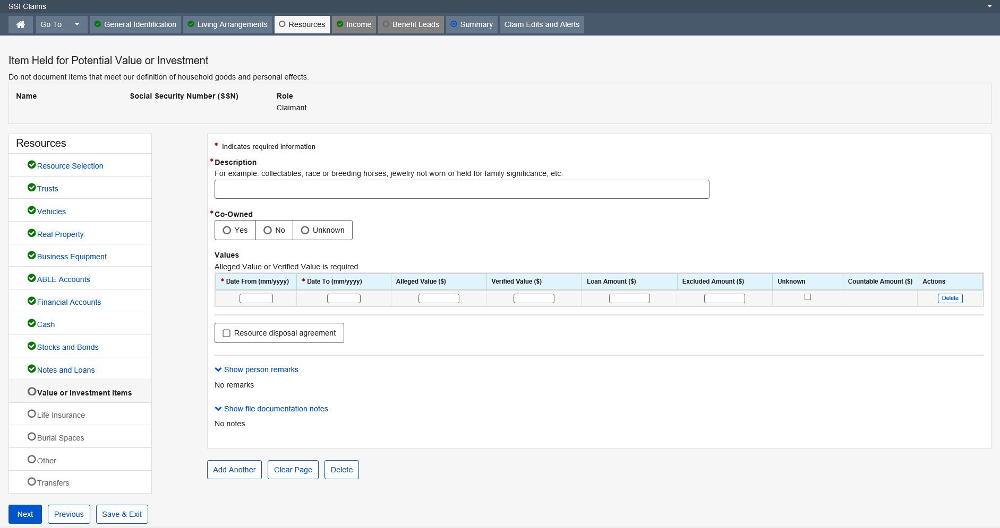 SSI Claims
Go To
General Identification
Living Arrangements
Resources
Income
Benefit Leads
Summary
Claim Edits and Alerts
Item Held for Potential Value or Investment
Do not document items that meet our definition of household goods and personal effects.
Name
Social Security Number (SSN)
Role
Claimant
Resources
Resource Selection
Trusts
Vehicles
Real Property
Business Equipment
ABLE Accounts
Financial Accounts
Cash
Stocks and Bonds
Notes and Loans
Value or Investment Items
Life Insurance
Burial Spaces
Other
Transfers
* Indicates required information
* Description
For example: collectables, race or breeding horses, jewelry not worn or held for family significance, etc.
* Co-Owned
Yes
No
Unknown
Values
Alleged Value or Verified Value is required
* Date From (mm/yyyy)
* Date To (mm/yyyy)
Alleged Value ($)
Verified Value ($)
Loan Amount ($)
Excluded Amount ($)
Unknown
Countable Amount ($)
Actions
Delete
Resource disposal agreement
Show person remarks
No remarks
Show file documentation notes
No notes
Add Another
Clear Page
Delete
Next
Previous
Save & Exit